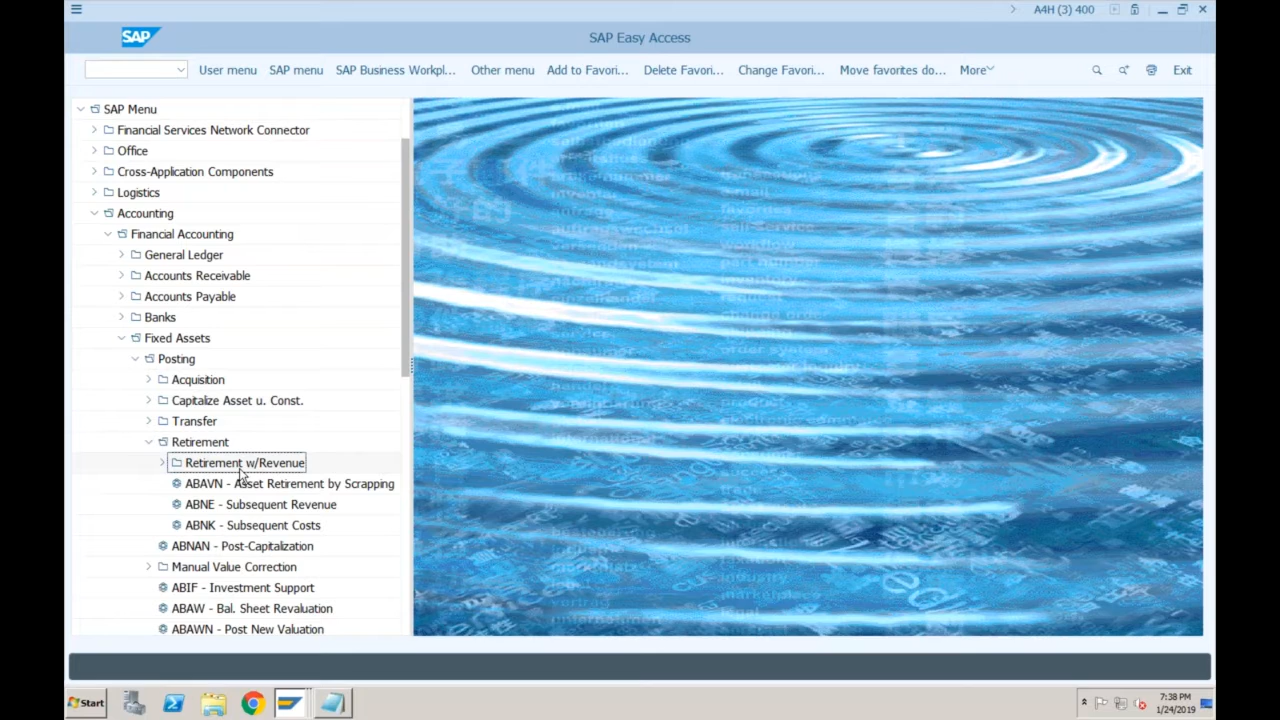 A4H (3) 400
SAP
SAP Easy Access
User menu SAP menu SAP Business Workpl... Other menu Add to Favori... Delete Favori... Change Favori... Move favorites do... More Exit
SAP Menu
Financial Services Network Connector
Office
Cross-Application Components
Logistics
Accounting
Financial Accounting
General Ledger
Accounts Receivable
Accounts Payable
Banks
Fixed Assets
Posting
Acquisition
Capitalize Asset u. Const.
Transfer
Retirement
Retirement w/Revenue
ABAVN - Asset Retirement by Scrapping
ABNE - Subsequent Revenue
ABNK - Subsequent Costs
ABNAN - Post-Capitalization
Manual Value Correction
ABIF - Investment Support
ABAW - Bal. Sheet Revaluation
ABAWN - Post New Valuation
Start
7:38 PM
1/24/2019